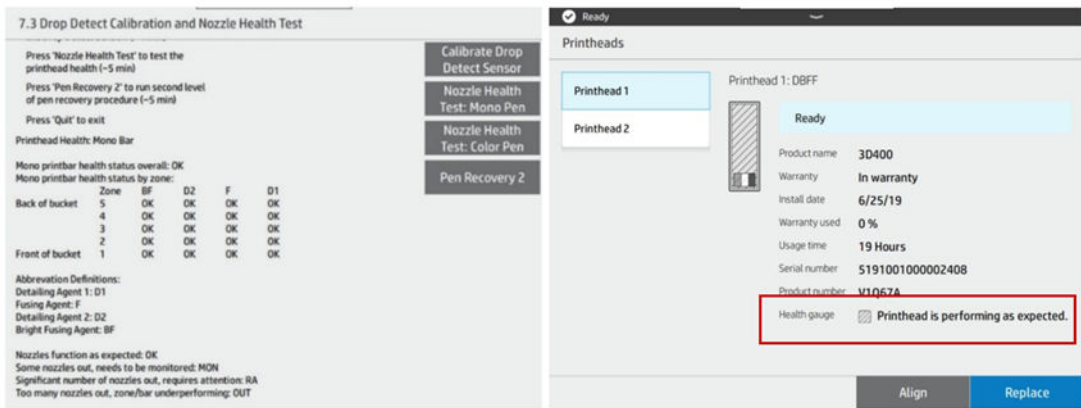 7.3 Drop Detect Calibration and Nozzle Health Test
Press 'Nozzle Health Test' to test the
printhead health (~5 min)
Press 'Pen Recovery 2' to run second level
of pen recovery procedure (~5 min)
Press 'Quit' to exit
Printhead Health: Mono Bar
Mono printbar health status overall: OK
Mono printbar health status by zone:
Zone BF D2 F D1
Back of bucket 5 OK OK OK OK
4 OK OK OK OK
3 OK OK OK OK
2 OK OK OK OK
Front of bucket 1 OK OK OK OK
Abbrevation Definitions:
Detailing Agent 1: D1
Fusing Agent: F
Detailing Agent 2: D2
Bright Fusing Agent: BF
Nozzles function as expected: OK
Some nozzles out, needs to be monitored: MON
Significant number of nozzles out, requires attention: RA
Too many nozzles out, zone/bar underperforming: OUT
Calibrate Drop
Detect Sensor
Nozzle Health
Test: Mono Pen
Nozzle Health
Test: Color Pen
Pen Recovery 2
Ready
Printheads
Printhead 1
Printhead 2
Printhead 1: DBFF
Ready
Product name 3D400
Warranty In warranty
Install date 6/25/19
Warranty used 0 %
Usage time 19 Hours
Serial number 5191001000002408
Product number V1Q67A
Health gauge Printhead is performing as expected.
Align Replace